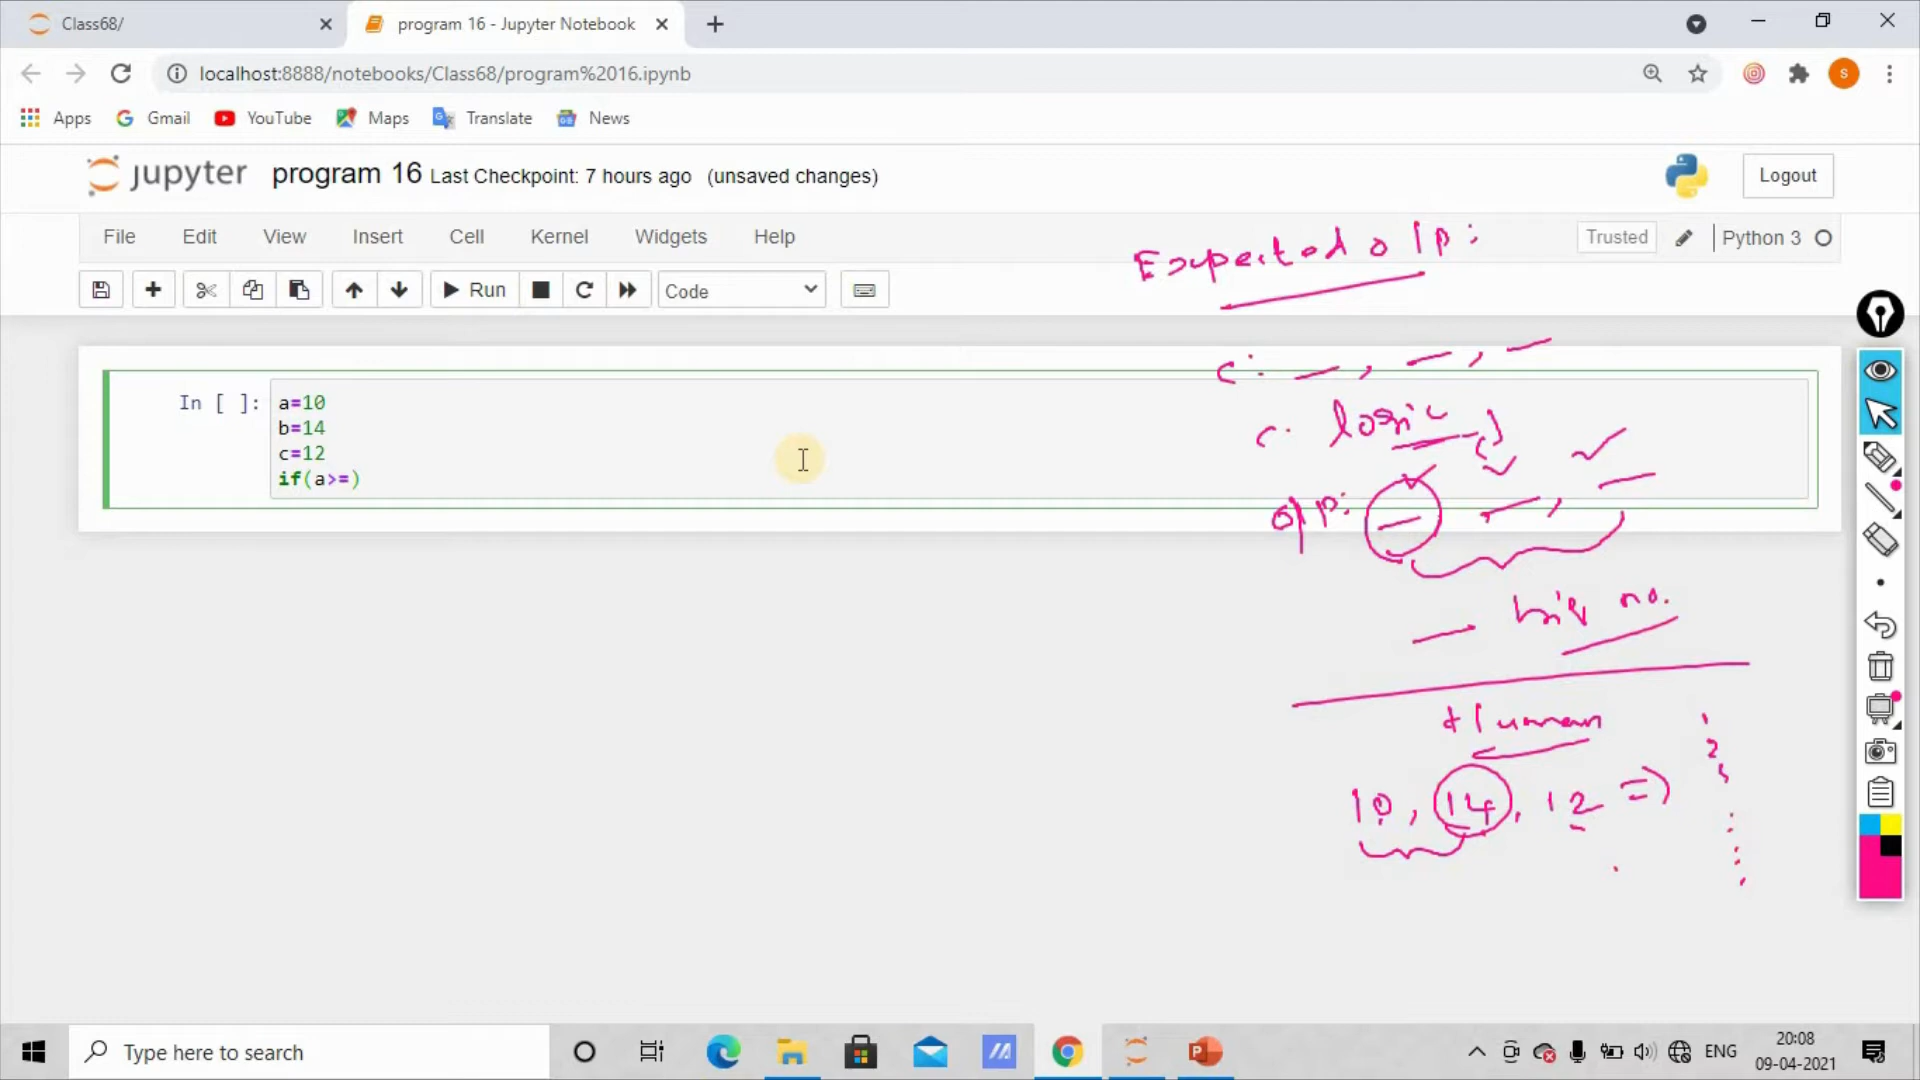 Class68/
program 16 - Jupyter Notebook
localhost:8888/notebooks/Class68/program%2016.ipynb
Apps Gmail YouTube Maps Translate News
jupyter program 16 Last Checkpoint: 7 hours ago (unsaved changes) Logout
File Edit View Insert Cell Kernel Widgets Help Trusted Python 3
Run Code
Expected o/p:
c: —, —, —
c. logic
In [ ]: a=10
b=14
c=12
if(a>=)
o/p: — —, —
— big no.
Human
10, 14, 12 =>
1
2
Type here to search
ENG
20:08
09-04-2021